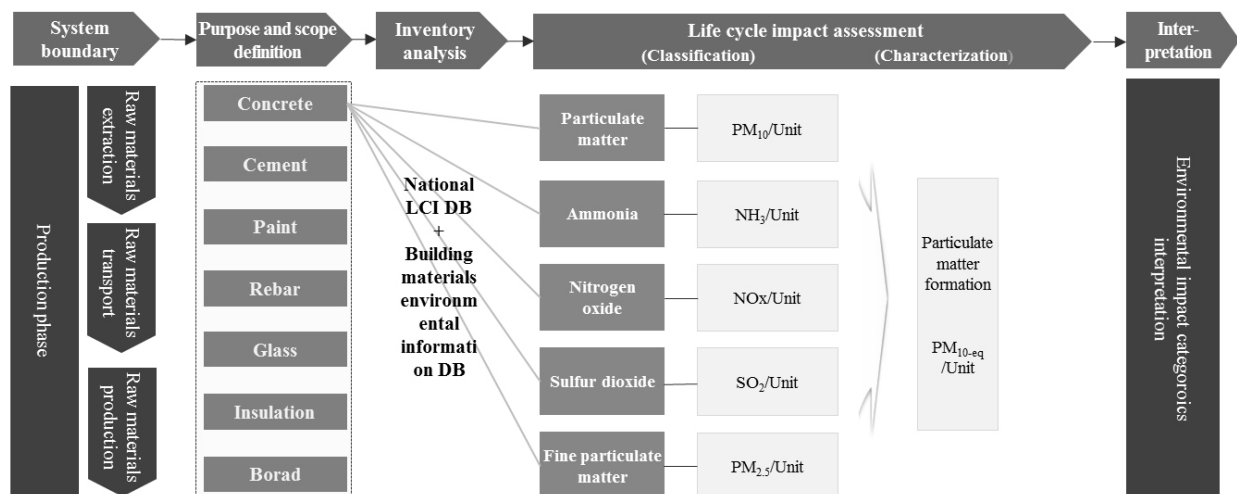 System
boundary
Purpose and scope
definition
Inventory
analysis
Life cycle impact assessment
(Classification) (Characterization)
Inter-
pretation
Production phase
Raw materials
extraction
Raw materials
transport
Raw materials
production
Concrete
Cement
Paint
Rebar
Glass
Insulation
Borad
National
LCI DB
+
Building
materials
environm
ental
informati
on DB
Particulate
matter
PM10/Unit
Ammonia
NH3/Unit
Nitrogen
oxide
NOx/Unit
Sulfur dioxide
SO2/Unit
Fine particulate
matter
PM2.5/Unit
Particulate
matter
formation
PM10-eq
/Unit
Environmental impact categoroics
interpretation